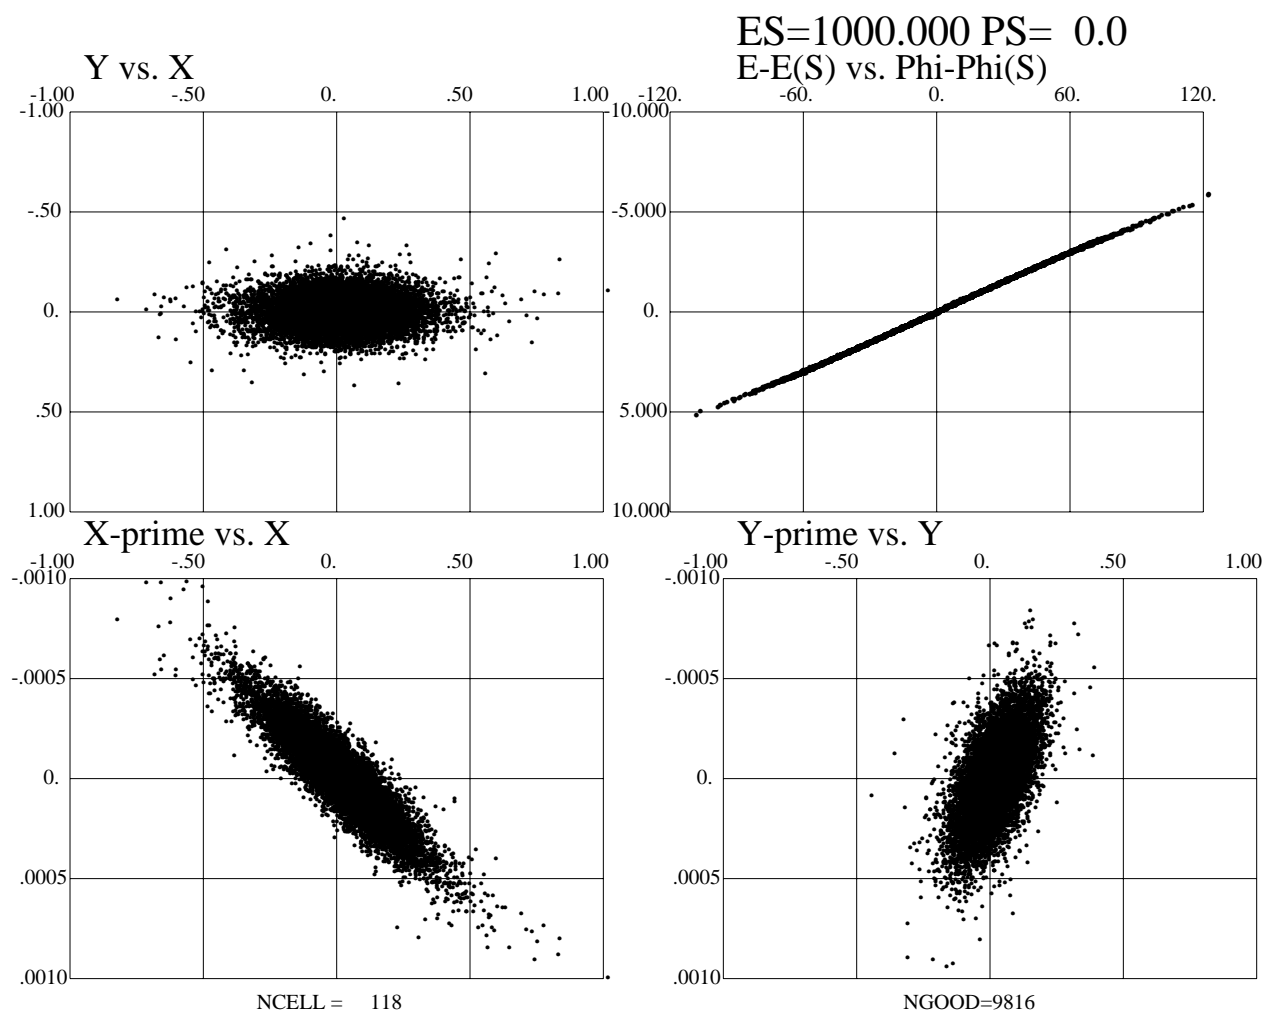 ES=1000.000 PS= 0.0
Y vs. X
E-E(S) vs. Phi-Phi(S)
-1.00 -.50 0. .50 1.00
-120. -60. 0. 60. 120.
-1.00
-.50
0.
.50
1.00
-10.000
-5.000
0.
5.000
10.000
X-prime vs. X
Y-prime vs. Y
-1.00 -.50 0. .50 1.00
-1.00 -.50 0. .50 1.00
-.0010
-.0005
0.
.0005
.0010
-.0010
-.0005
0.
.0005
.0010
NCELL = 118
NGOOD=9816